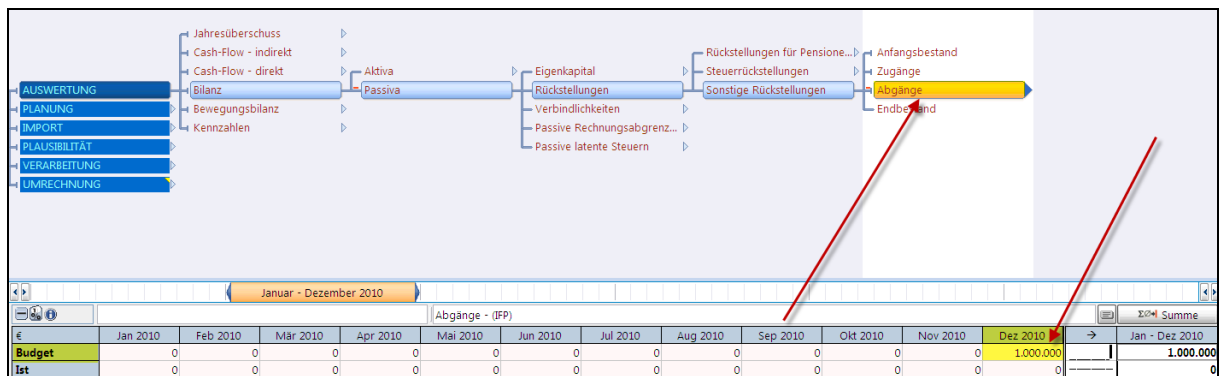 Jahresüberschuss
Cash-Flow - indirekt
Cash-Flow - direkt
Bilanz
Bewegungsbilanz
Kennzahlen
AUSWERTUNG
PLANUNG
IMPORT
PLAUSIBILITÄT
VERARBEITUNG
UMRECHNUNG
Aktiva
Passiva
Eigenkapital
Rückstellungen
Verbindlichkeiten
Passive Rechnungsabgrenz...
Passive latente Steuern
Rückstellungen für Pensione...
Steuerrückstellungen
Sonstige Rückstellungen
Anfangsbestand
Zugänge
Abgänge
Endbestand
Januar - Dezember 2010
Abgänge - (IFP)
ΣØ Summe
€ Jan 2010 Feb 2010 Mär 2010 Apr 2010 Mai 2010 Jun 2010 Jul 2010 Aug 2010 Sep 2010 Okt 2010 Nov 2010 Dez 2010 → Jan - Dez 2010
Budget 0 0 0 0 0 0 0 0 0 0 0 1.000.000 1.000.000
Ist 0 0 0 0 0 0 0 0 0 0 0 0 0